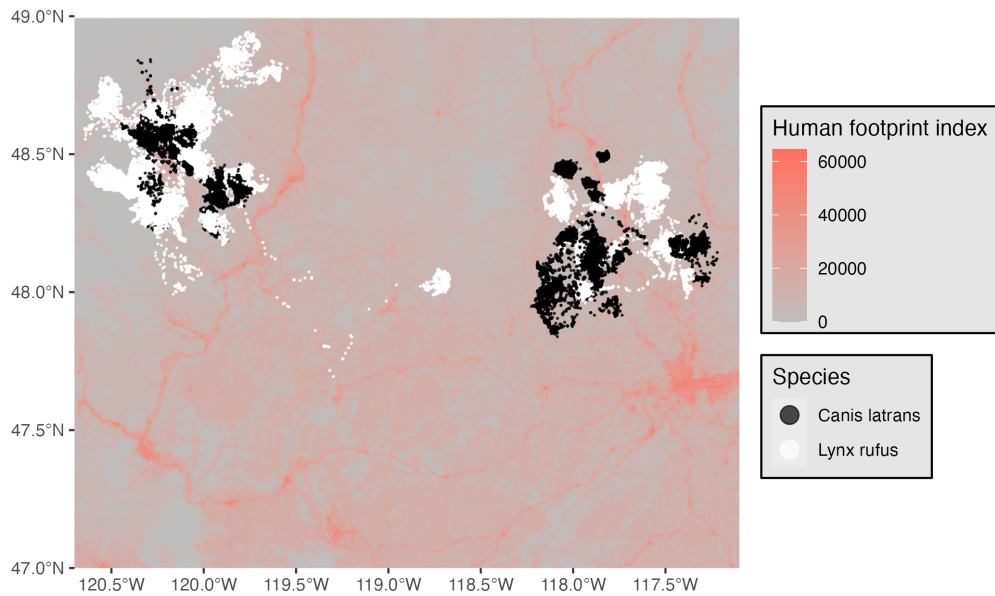 49.0°N
48.5°N
48.0°N
47.5°N
47.0°N
120.5°W 120.0°W 119.5°W 119.0°W 118.5°W 118.0°W 117.5°W
Human footprint index
60000
40000
20000
0
Species
Canis latrans
Lynx rufus